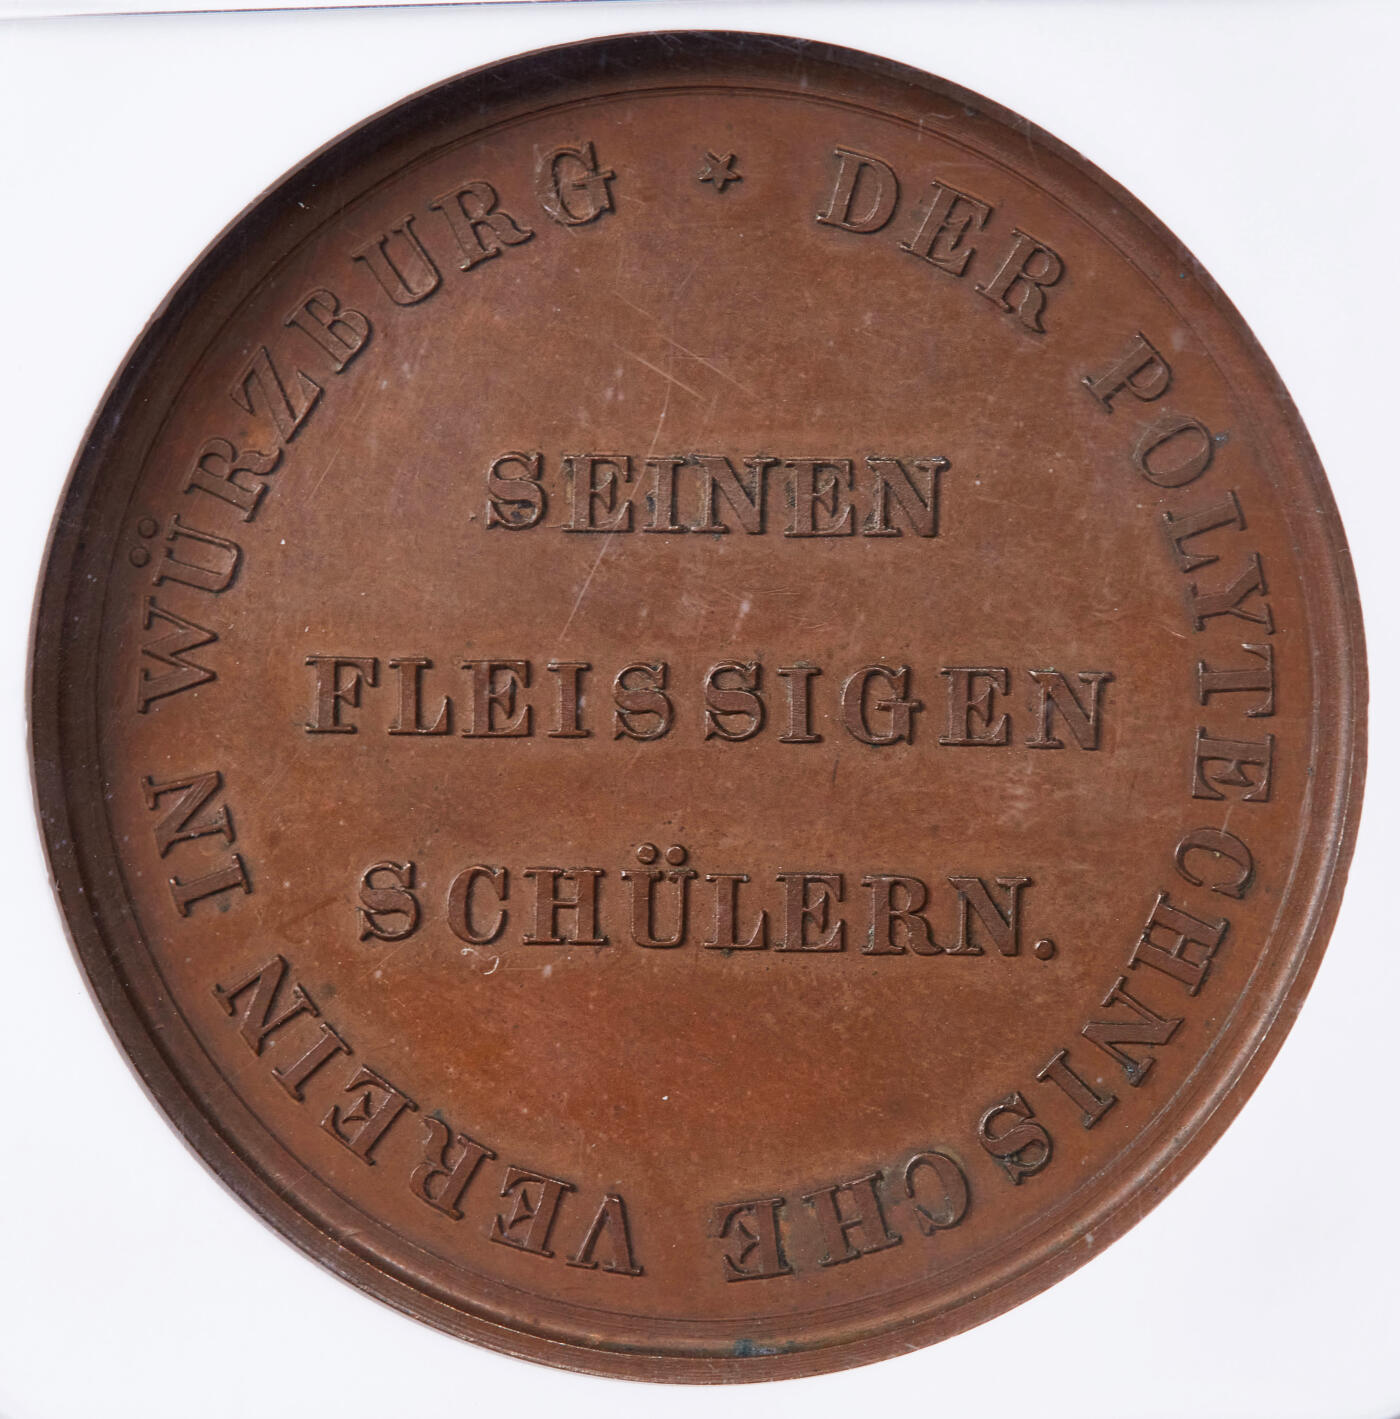 DER POLYTECHNISCHE VEREIN IN WÜRZBURG
SEINEN
FLEISSIGEN
SCHÜLERN.